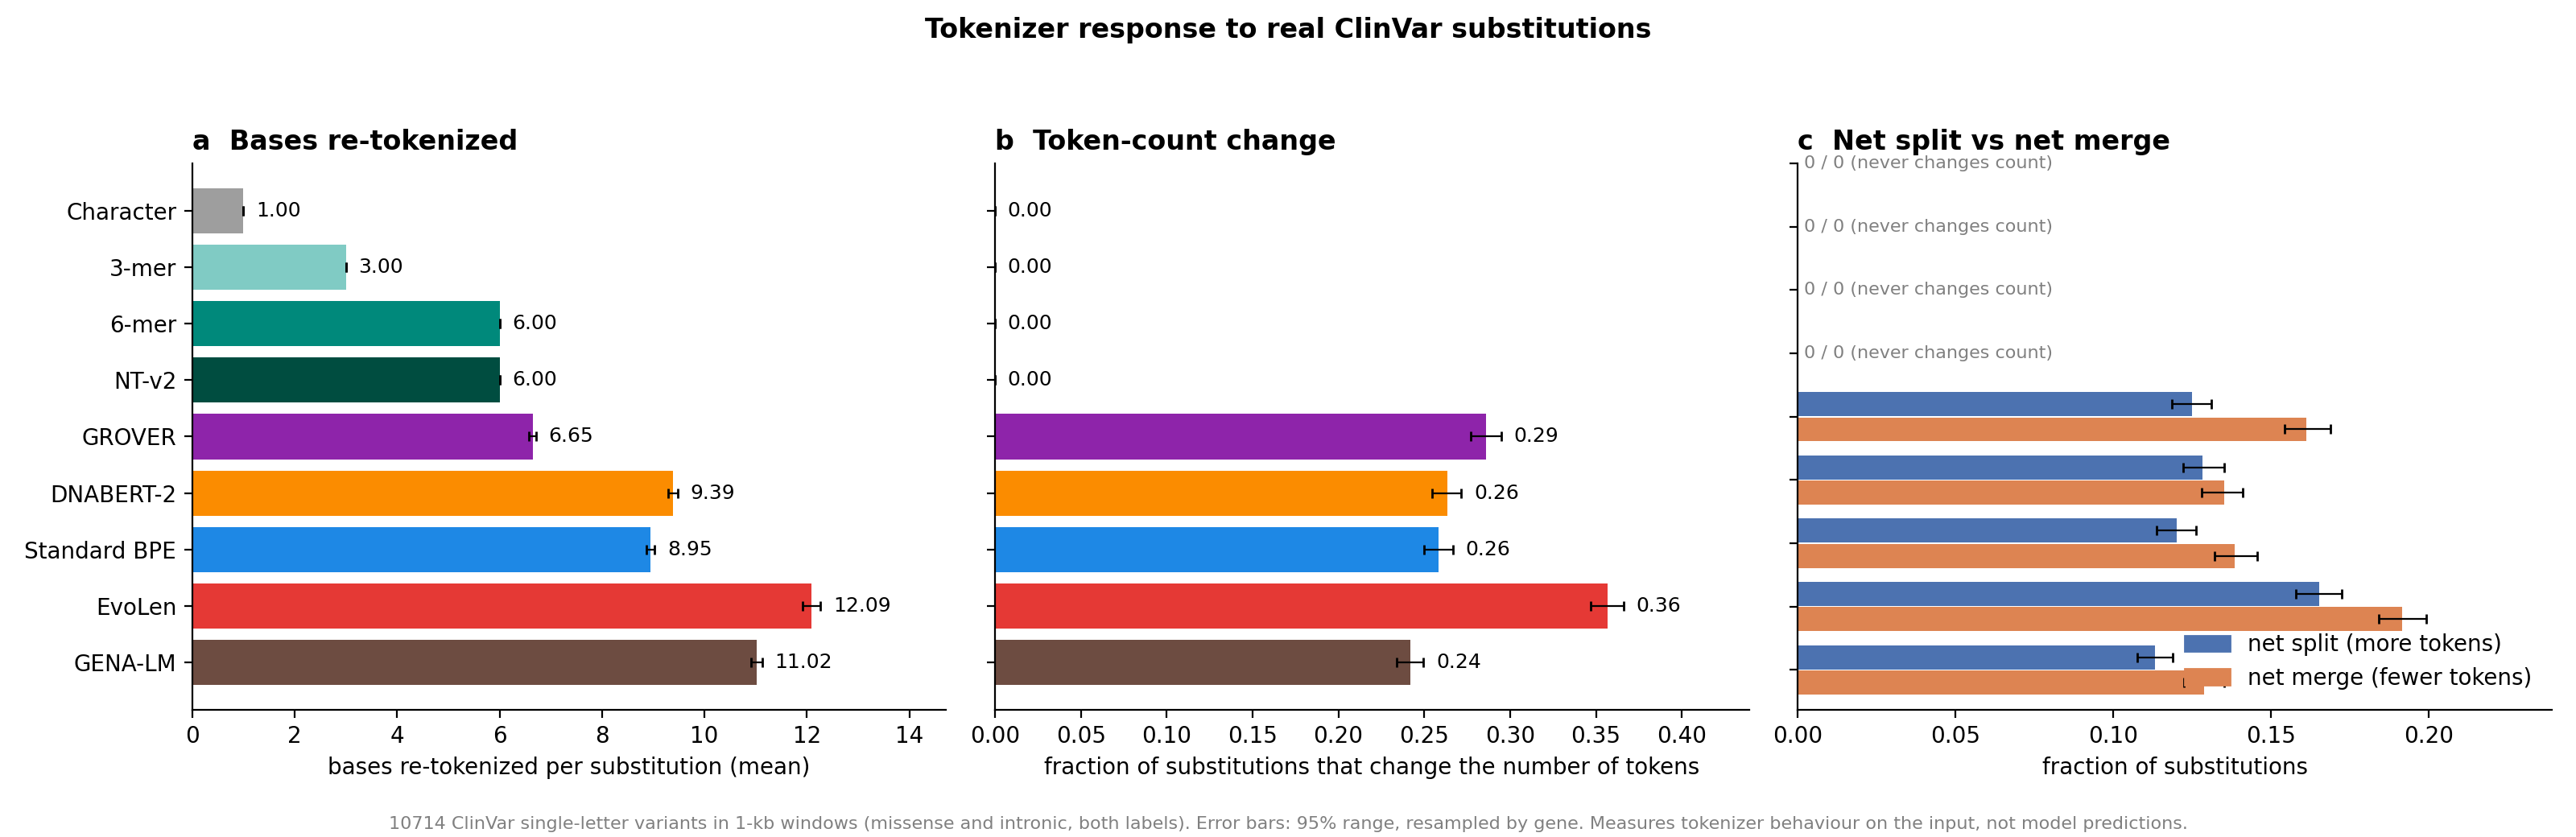 Tokenizer response to real ClinVar substitutions
a Bases re-tokenized
Character
1.00
3-mer
3.00
6-mer
6.00
NT-v2
6.00
GROVER
6.65
DNABERT-2
9.39
Standard BPE
8.95
EvoLen
12.09
GENA-LM
11.02
0 2 4 6 8 10 12 14
bases re-tokenized per substitution (mean)
b Token-count change
0.00
0.00
0.00
0.00
0.29
0.26
0.26
0.36
0.24
0.00 0.05 0.10 0.15 0.20 0.25 0.30 0.35 0.40
fraction of substitutions that change the number of tokens
c Net split vs net merge
0 / 0 (never changes count)
0 / 0 (never changes count)
0 / 0 (never changes count)
0 / 0 (never changes count)
net split (more tokens)
net merge (fewer tokens)
0.00 0.05 0.10 0.15 0.20
fraction of substitutions
10714 ClinVar single-letter variants in 1-kb windows (missense and intronic, both labels). Error bars: 95% range, resampled by gene. Measures tokenizer behaviour on the input, not model predictions.